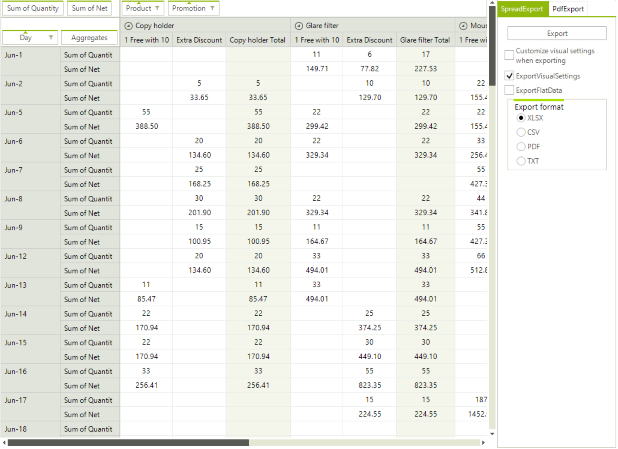 Sum of Quantity Sum of Net Product Promotion SpreadExport PdfExport
Copy holder Glare filter Mous
Day Aggregates 1 Free with 10 Extra Discount Copy holder Total 1 Free with 10 Extra Discount Glare filter Total 1 Free
Jun-1 Sum of Quantit 11 6 17
Sum of Net 149.71 77.82 227.53
Jun-2 Sum of Quantit 5 5 10 10 22
Sum of Net 33.65 33.65 129.70 129.70 155.4
Jun-5 Sum of Quantit 55 55 22 22 22
Sum of Net 388.50 388.50 299.42 299.42 155.4
Jun-6 Sum of Quantit 20 20 22 22 33
Sum of Net 134.60 134.60 329.34 329.34 256.4
Jun-7 Sum of Quantit 25 25 55
Sum of Net 168.25 168.25 427.3
Jun-8 Sum of Quantit 30 30 22 22 44
Sum of Net 201.90 201.90 329.34 329.34 341.8
Jun-9 Sum of Quantit 15 15 11 11 55
Sum of Net 100.95 100.95 164.67 164.67 427.3
Jun-12 Sum of Quantit 20 20 33 33 66
Sum of Net 134.60 134.60 494.01 494.01 512.8
Jun-13 Sum of Quantit 11 11 33 33
Sum of Net 85.47 85.47 494.01 494.01
Jun-14 Sum of Quantit 22 22 25 25
Sum of Net 170.94 170.94 374.25 374.25
Jun-15 Sum of Quantit 22 22 30 30
Sum of Net 170.94 170.94 449.10 449.10
Jun-16 Sum of Quantit 33 33 55 55
Sum of Net 256.41 256.41 823.35 823.35
Jun-17 Sum of Quantit 15 15 187
Sum of Net 224.55 224.55 1452.
Jun-18 Sum of Quantit
Export
Customize visual settings
when exporting
ExportVisualSettings
ExportFlatData
Export format
XLSX
CSV
PDF
TXT